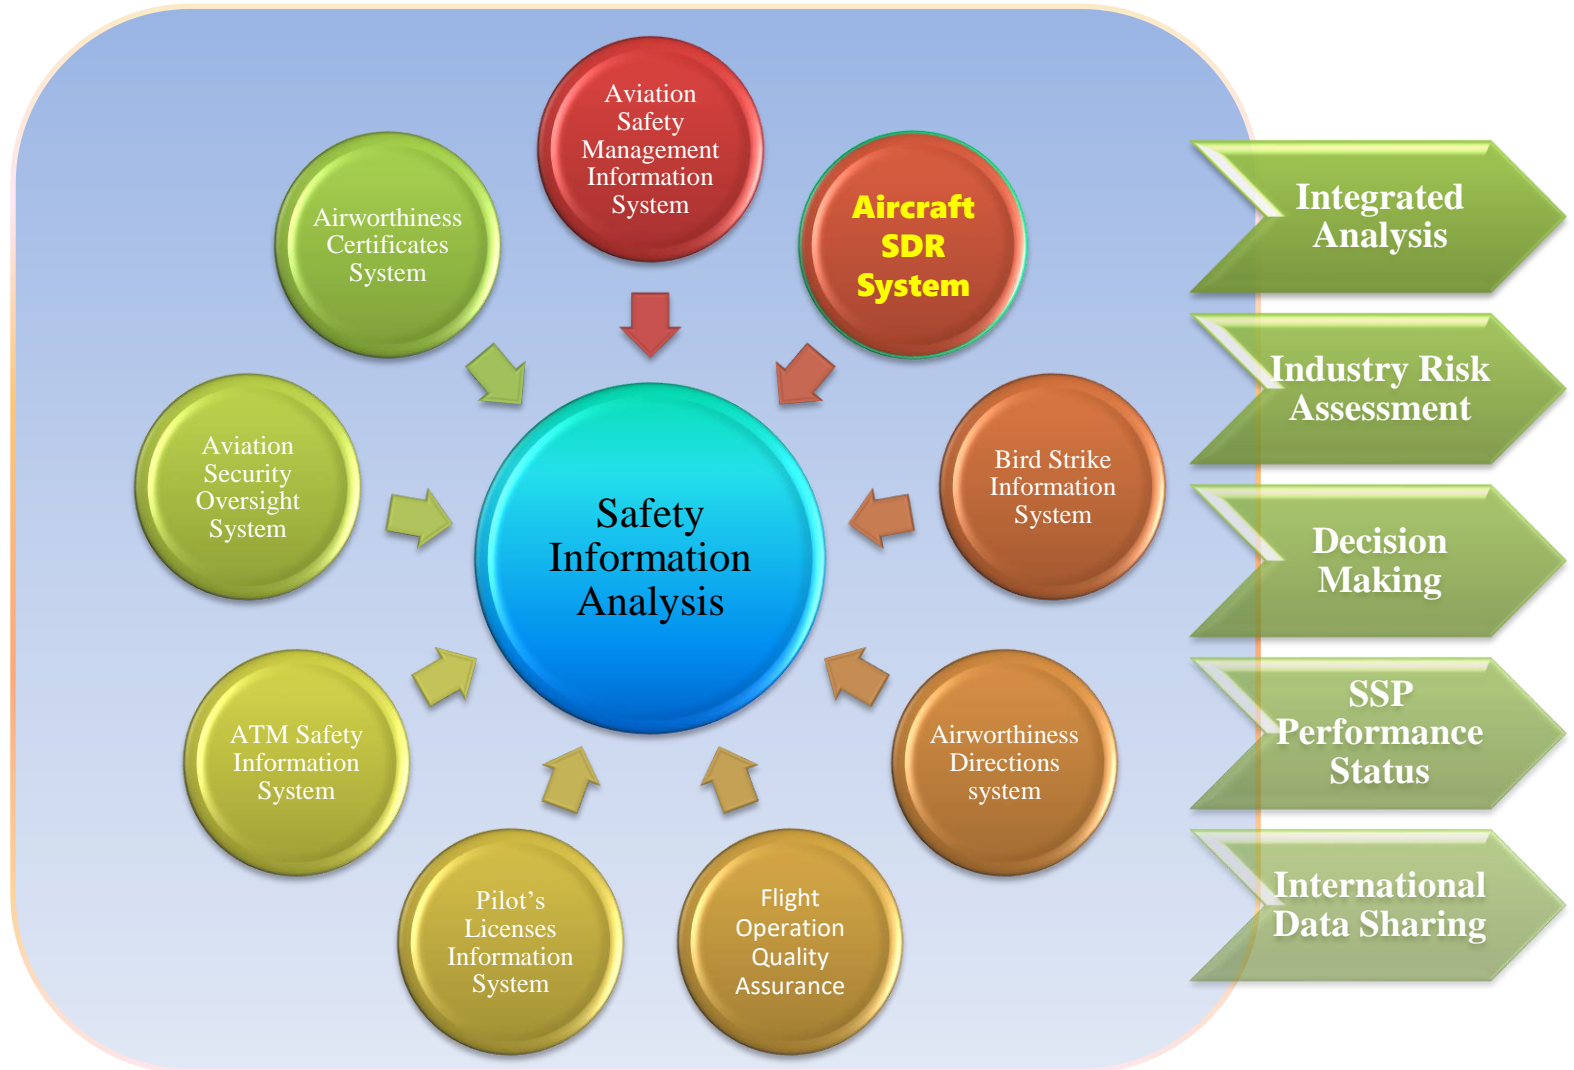 Aviation
Safety
Management
Information
System
Aircraft
SDR
System
Bird Strike
Information
System
Airworthiness
Directions
system
Flight
Operation
Quality
Assurance
Pilot’s
Licenses
Information
System
ATM Safety
Information
System
Aviation
Security
Oversight
System
Airworthiness
Certificates
System
Safety
Information
Analysis
Integrated
Analysis
Industry Risk
Assessment
Decision
Making
SSP
Performance
Status
International
Data Sharing